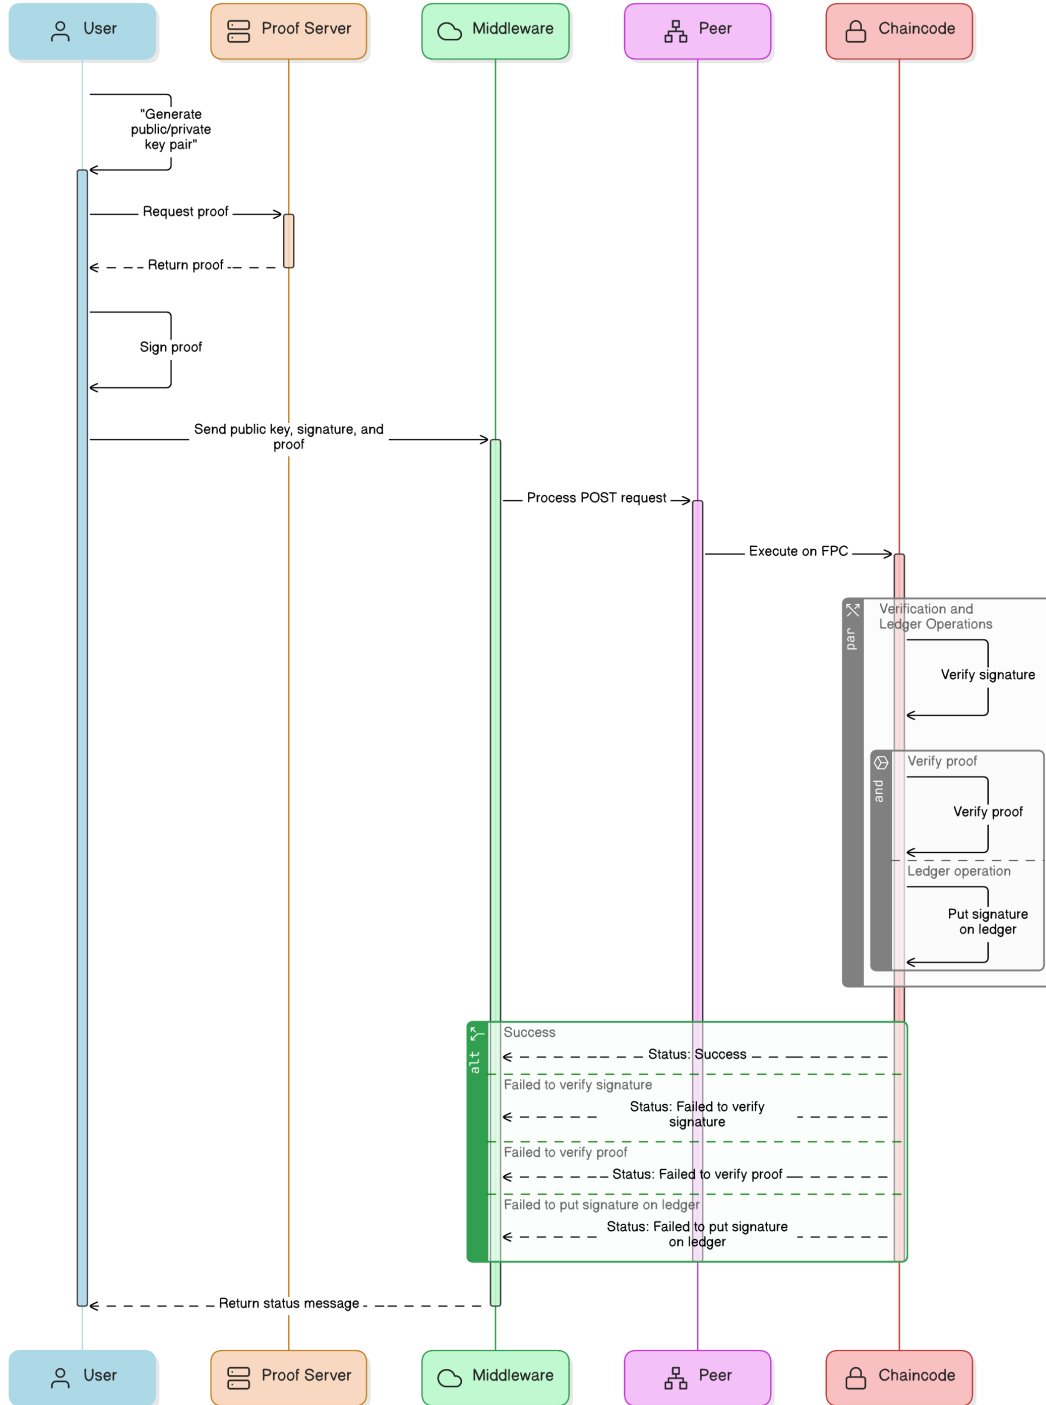 User
Proof Server
Middleware
Peer
Chaincode
"Generate
public/private
key pair"
Request proof
Return proof
Sign proof
Send public key, signature, and
proof
Process POST request
Execute on FPC
par
Verification and
Ledger Operations
Verify signature
and
Verify proof
Verify proof
Ledger operation
Put signature
on ledger
alt
Success
Status: Success
Failed to verify signature
Status: Failed to verify
signature
Failed to verify proof
Status: Failed to verify proof
Failed to put signature on ledger
Status: Failed to put signature
on ledger
Return status message
User
Proof Server
Middleware
Peer
Chaincode